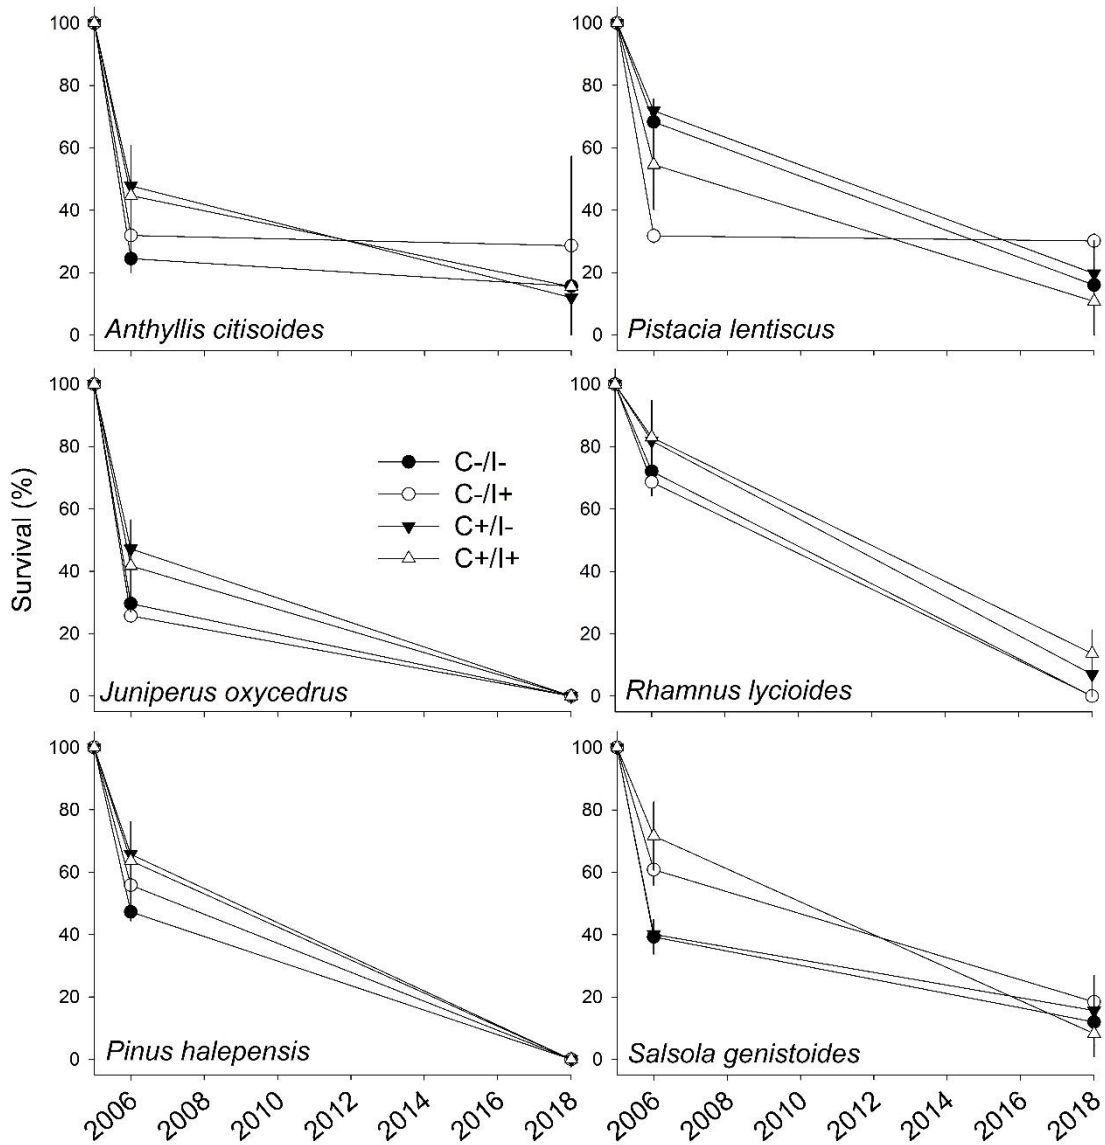 100
80
60
40
20
0
Anthyllis citisoides
100
80
60
40
20
0
Pistacia lentiscus
Survival (%)
100
80
60
40
20
0
Juniperus oxycedrus
C-/I-
C-/I+
C+/I-
C+/I+
100
80
60
40
20
0
Rhamnus lycioides
100
80
60
40
20
0
Pinus halepensis
100
80
60
40
20
0
Salsola genistoides
2006 2008 2010 2012 2014 2016 2018
2006 2008 2010 2012 2014 2016 2018